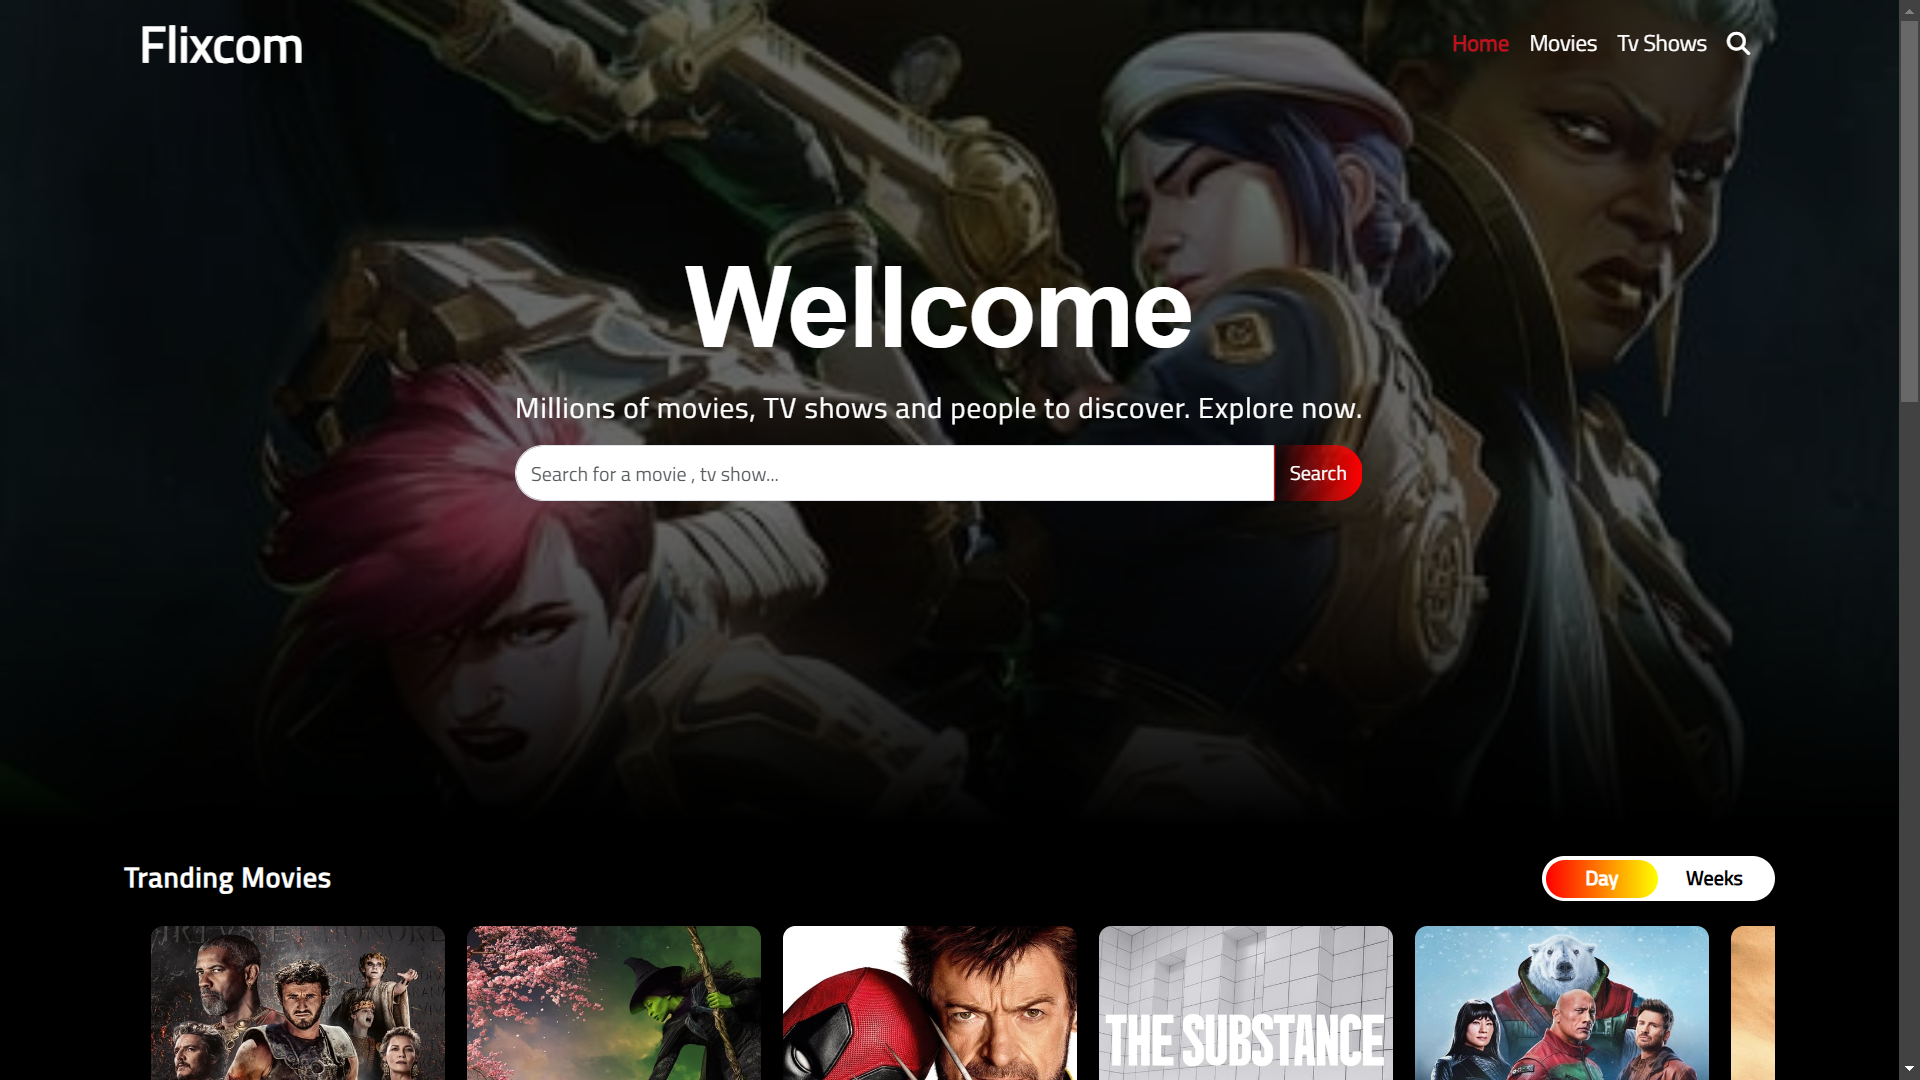 Flixcom
Home Movies Tv Shows
Wellcome
Millions of movies, TV shows and people to discover. Explore now.
Search for a movie , tv show... Search
Tranding Movies Day Weeks
THE SUBSTANCE